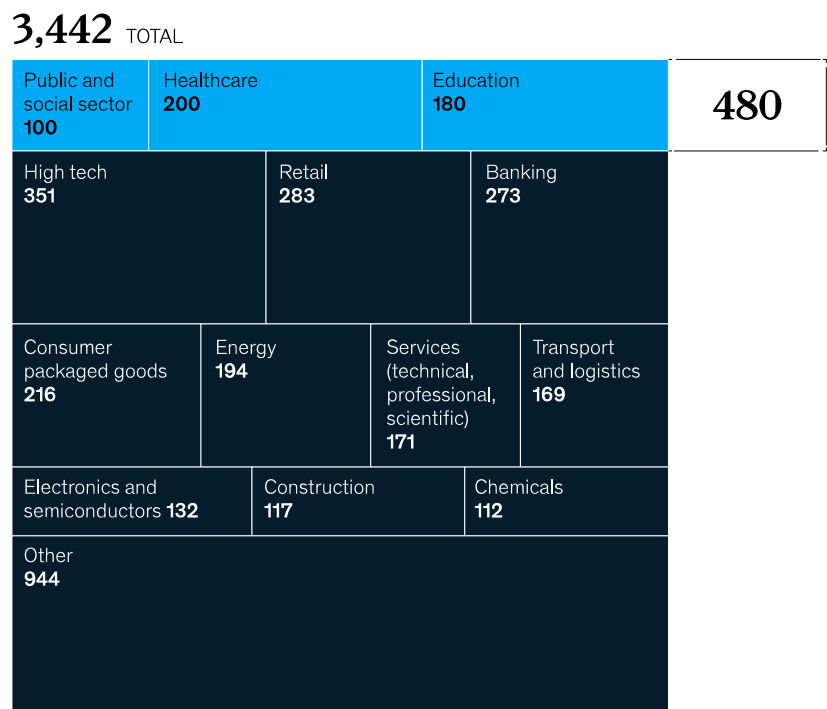 3,442 TOTAL
Public and
social sector
100
Healthcare
200
Education
180
480
High tech
351
Retail
283
Banking
273
Consumer
packaged goods
216
Energy
194
Services
(technical,
professional,
scientific)
171
Transport
and logistics
169
Electronics and
semiconductors 132
Construction
117
Chemicals
112
Other
944